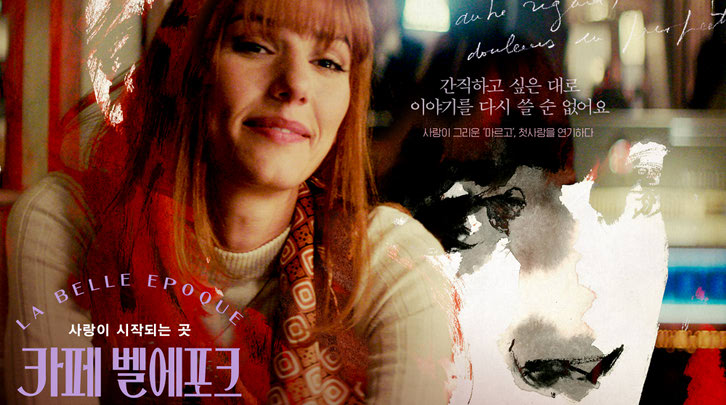 간직하고 싶은 대로
이야기를 다시 쓸 순 없어요
사랑이 그리운 '마르고', 첫사랑을 연기하다
LA BELLE EPOQUE
사랑이 시작되는 곳
카페 벨에포크